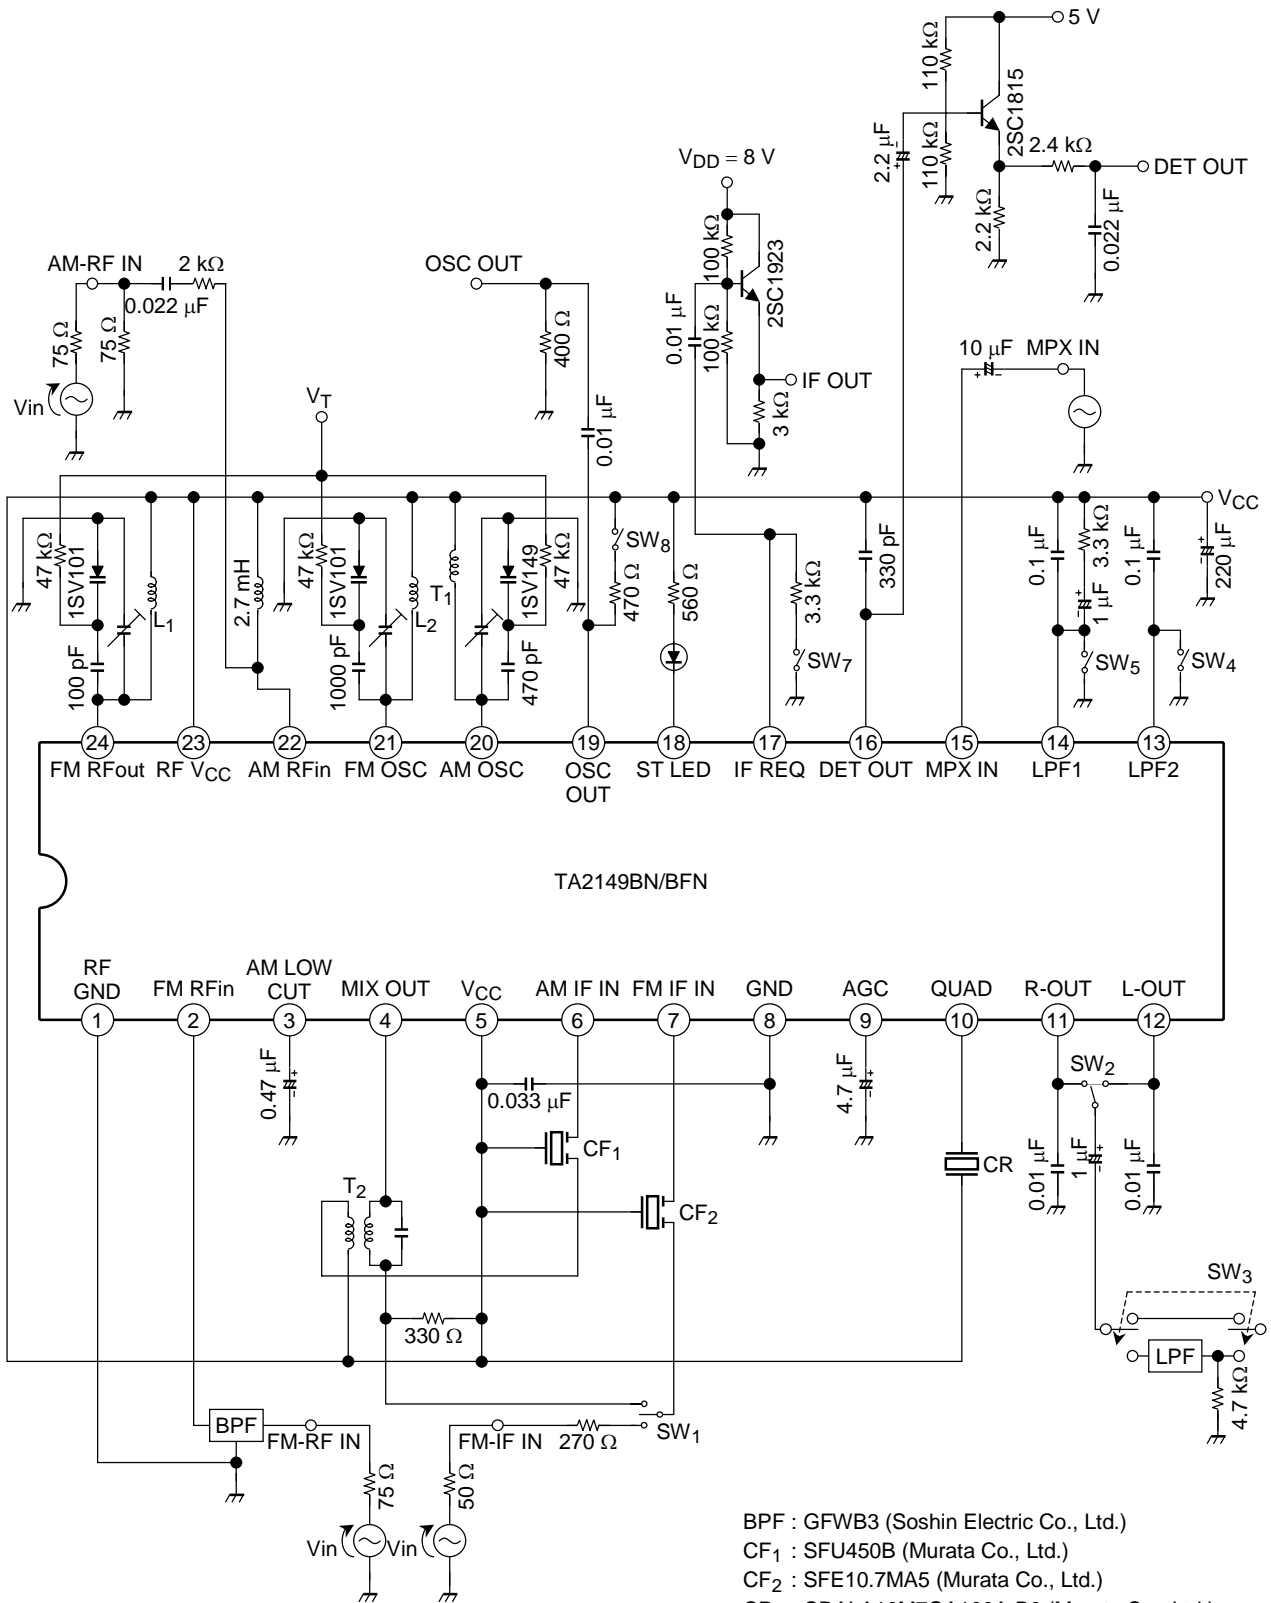 5 V
110 kΩ
2SC1815
2.2 μF
110 kΩ
2.4 kΩ
DET OUT
2.2 kΩ
0.022 μF
VDD = 8 V
100 kΩ
2SC1923
0.01 μF
100 kΩ
IF OUT
3 kΩ
AM-RF IN
2 kΩ
0.022 μF
75 Ω
75 Ω
Vin
OSC OUT
400 Ω
0.01 μF
VT
10 μF
MPX IN
VCC
47 kΩ
1SV101
L1
100 pF
2.7 mH
47 kΩ
1SV101
L2
1000 pF
T1
1SV149
47 kΩ
470 pF
SW8
470 Ω
560 Ω
3.3 kΩ
SW7
330 pF
0.1 μF
3.3 kΩ
1 μF
SW5
0.1 μF
SW4
220 μF
24 23 22 21 20 19 18 17 16 15 14 13
FM RFout RF VCC AM RFin FM OSC AM OSC OSC OUT ST LED IF REQ DET OUT MPX IN LPF1 LPF2
TA2149BN/BFN
RF GND FM RFin AM LOW CUT MIX OUT VCC AM IF IN FM IF IN GND AGC QUAD R-OUT L-OUT
1 2 3 4 5 6 7 8 9 10 11 12
0.47 μF
0.033 μF
4.7 μF
SW2
CF1
CR
0.01 μF
1 μF
0.01 μF
T2
CF2
330 Ω
SW3
LPF
4.7 kΩ
BPF
FM-RF IN
FM-IF IN
270 Ω
SW1
75 Ω
50 Ω
Vin
Vin
BPF : GFWB3 (Soshin Electric Co., Ltd.)
CF1 : SFU450B (Murata Co., Ltd.)
CF2 : SFE10.7MA5 (Murata Co., Ltd.)